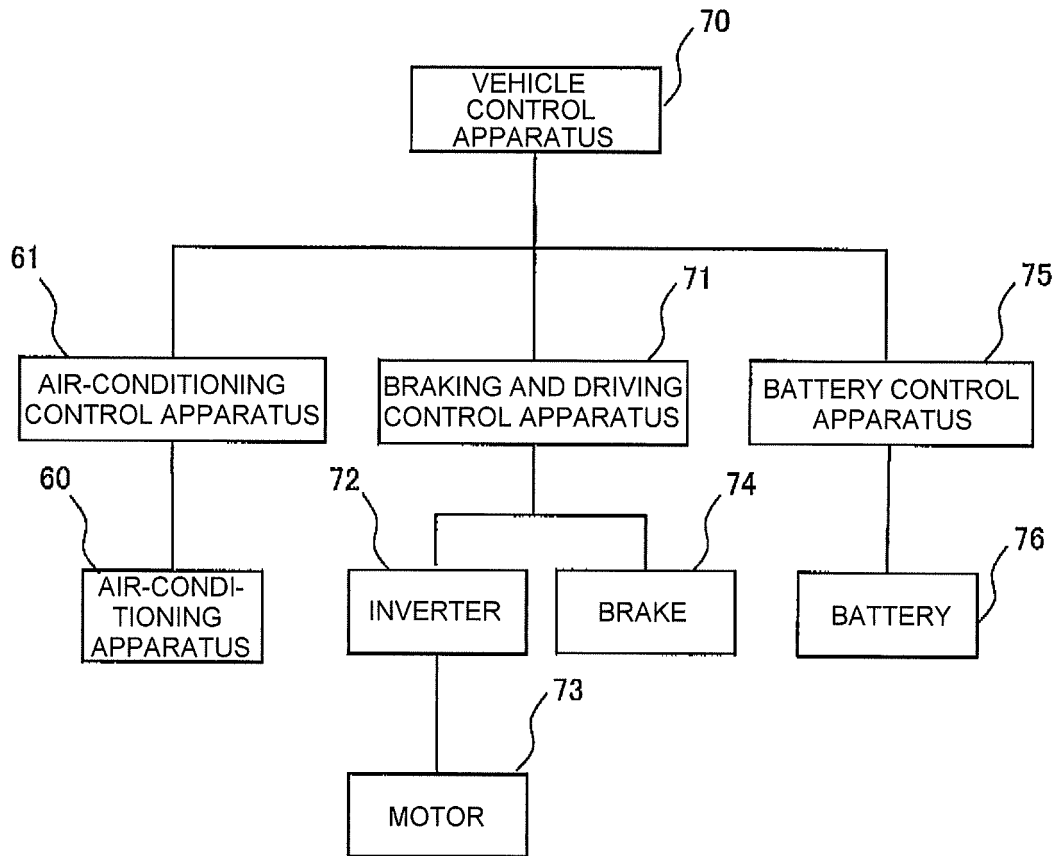 70
VEHICLE
CONTROL
APPARATUS
61
71
75
AIR-CONDITIONING
CONTROL APPARATUS
BRAKING AND DRIVING
CONTROL APPARATUS
BATTERY CONTROL
APPARATUS
60
72
74
76
AIR-CONDI-
TIONING
APPARATUS
INVERTER
BRAKE
BATTERY
73
MOTOR